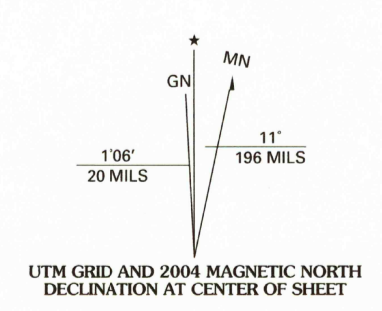 ★
MN
GN
11°
196 MILS
1°06'
20 MILS
UTM GRID AND 2004 MAGNETIC NORTH
DECLINATION AT CENTER OF SHEET